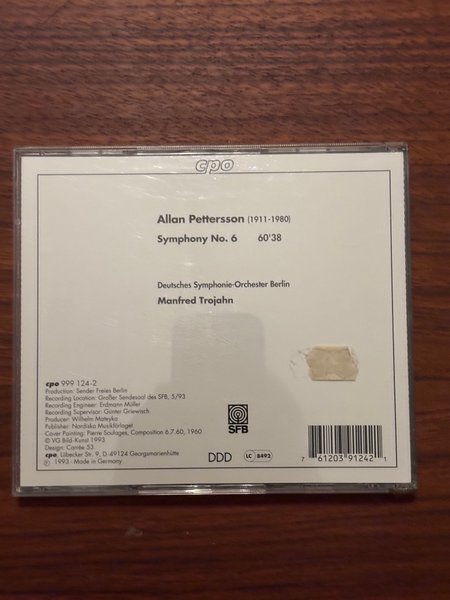 cpo
Allan Pettersson (1911-1980)
Symphony No. 6 60'38
Deutsches Symphonie-Orchester Berlin
Manfred Trojahn
cpo 999 124-2
Production: Sender Freies Berlin
Recording Location: Großer Sendesaal des SFB, 5/93
Recording Engineer: Erdmann Müller
Recording Supervisor: Günter Griewisch
Producer: Wilhelm Mateyka
Publisher: Nordiska Musikförlaget
Cover Painting: Pierre Soulages, Composition 6.7.60, 1960
© VG Bild-Kunst 1993
Design: Carrée 53
cpo, Lübecker Str. 9, D-49124 Georgsmarienhütte
℗ 1993 · Made in Germany
SFB
DDD
LC 8492
7 61203 91242 1